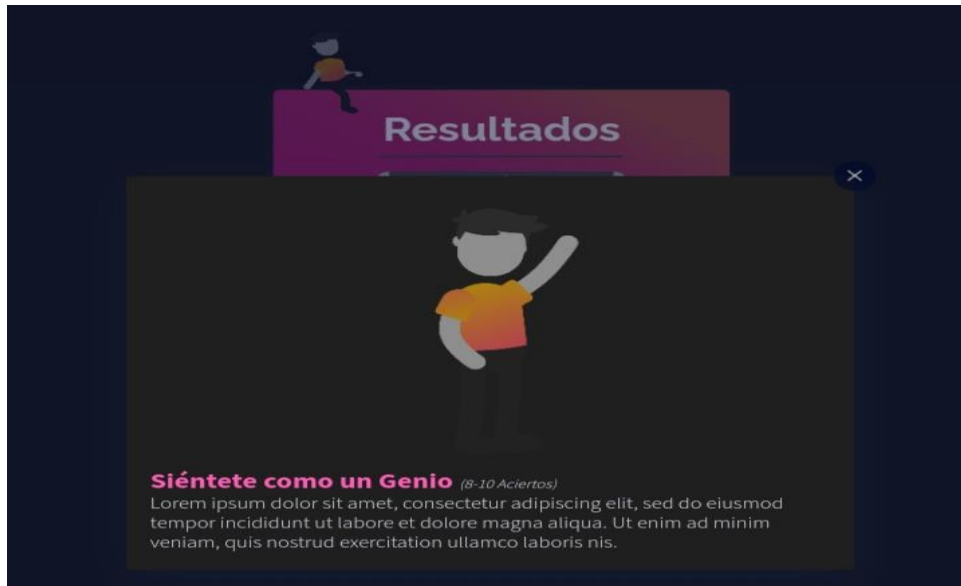 Resultados
Siéntete como un Genio (8-10 Aciertos)
Lorem ipsum dolor sit amet, consectetur adipiscing elit, sed do eiusmod
tempor incididunt ut labore et dolore magna aliqua. Ut enim ad minim
veniam, quis nostrud exercitation ullamco laboris nis.